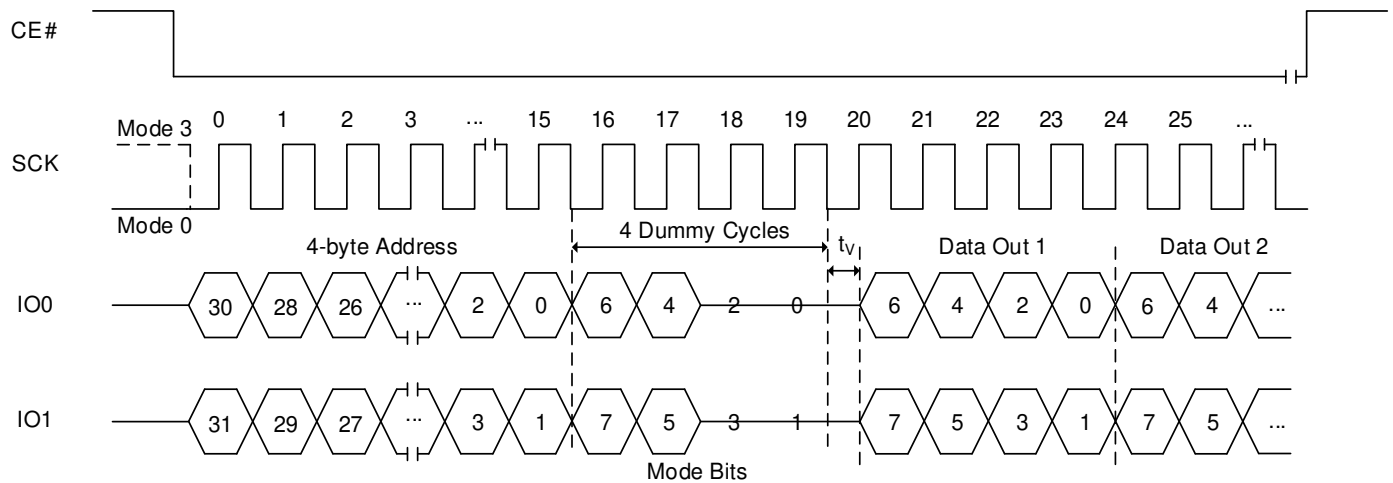 CE#
0 1 2 3 ... 15 16 17 18 19 20 21 22 23 24 25 ...
Mode 3
SCK
Mode 0
4-byte Address 4 Dummy Cycles tV Data Out 1 Data Out 2
IO0 30 28 26 ... 2 0 6 4 2 0 6 4 2 0 6 4 ...
IO1 31 29 27 ... 3 1 7 5 3 1 7 5 3 1 7 5 ...
Mode Bits